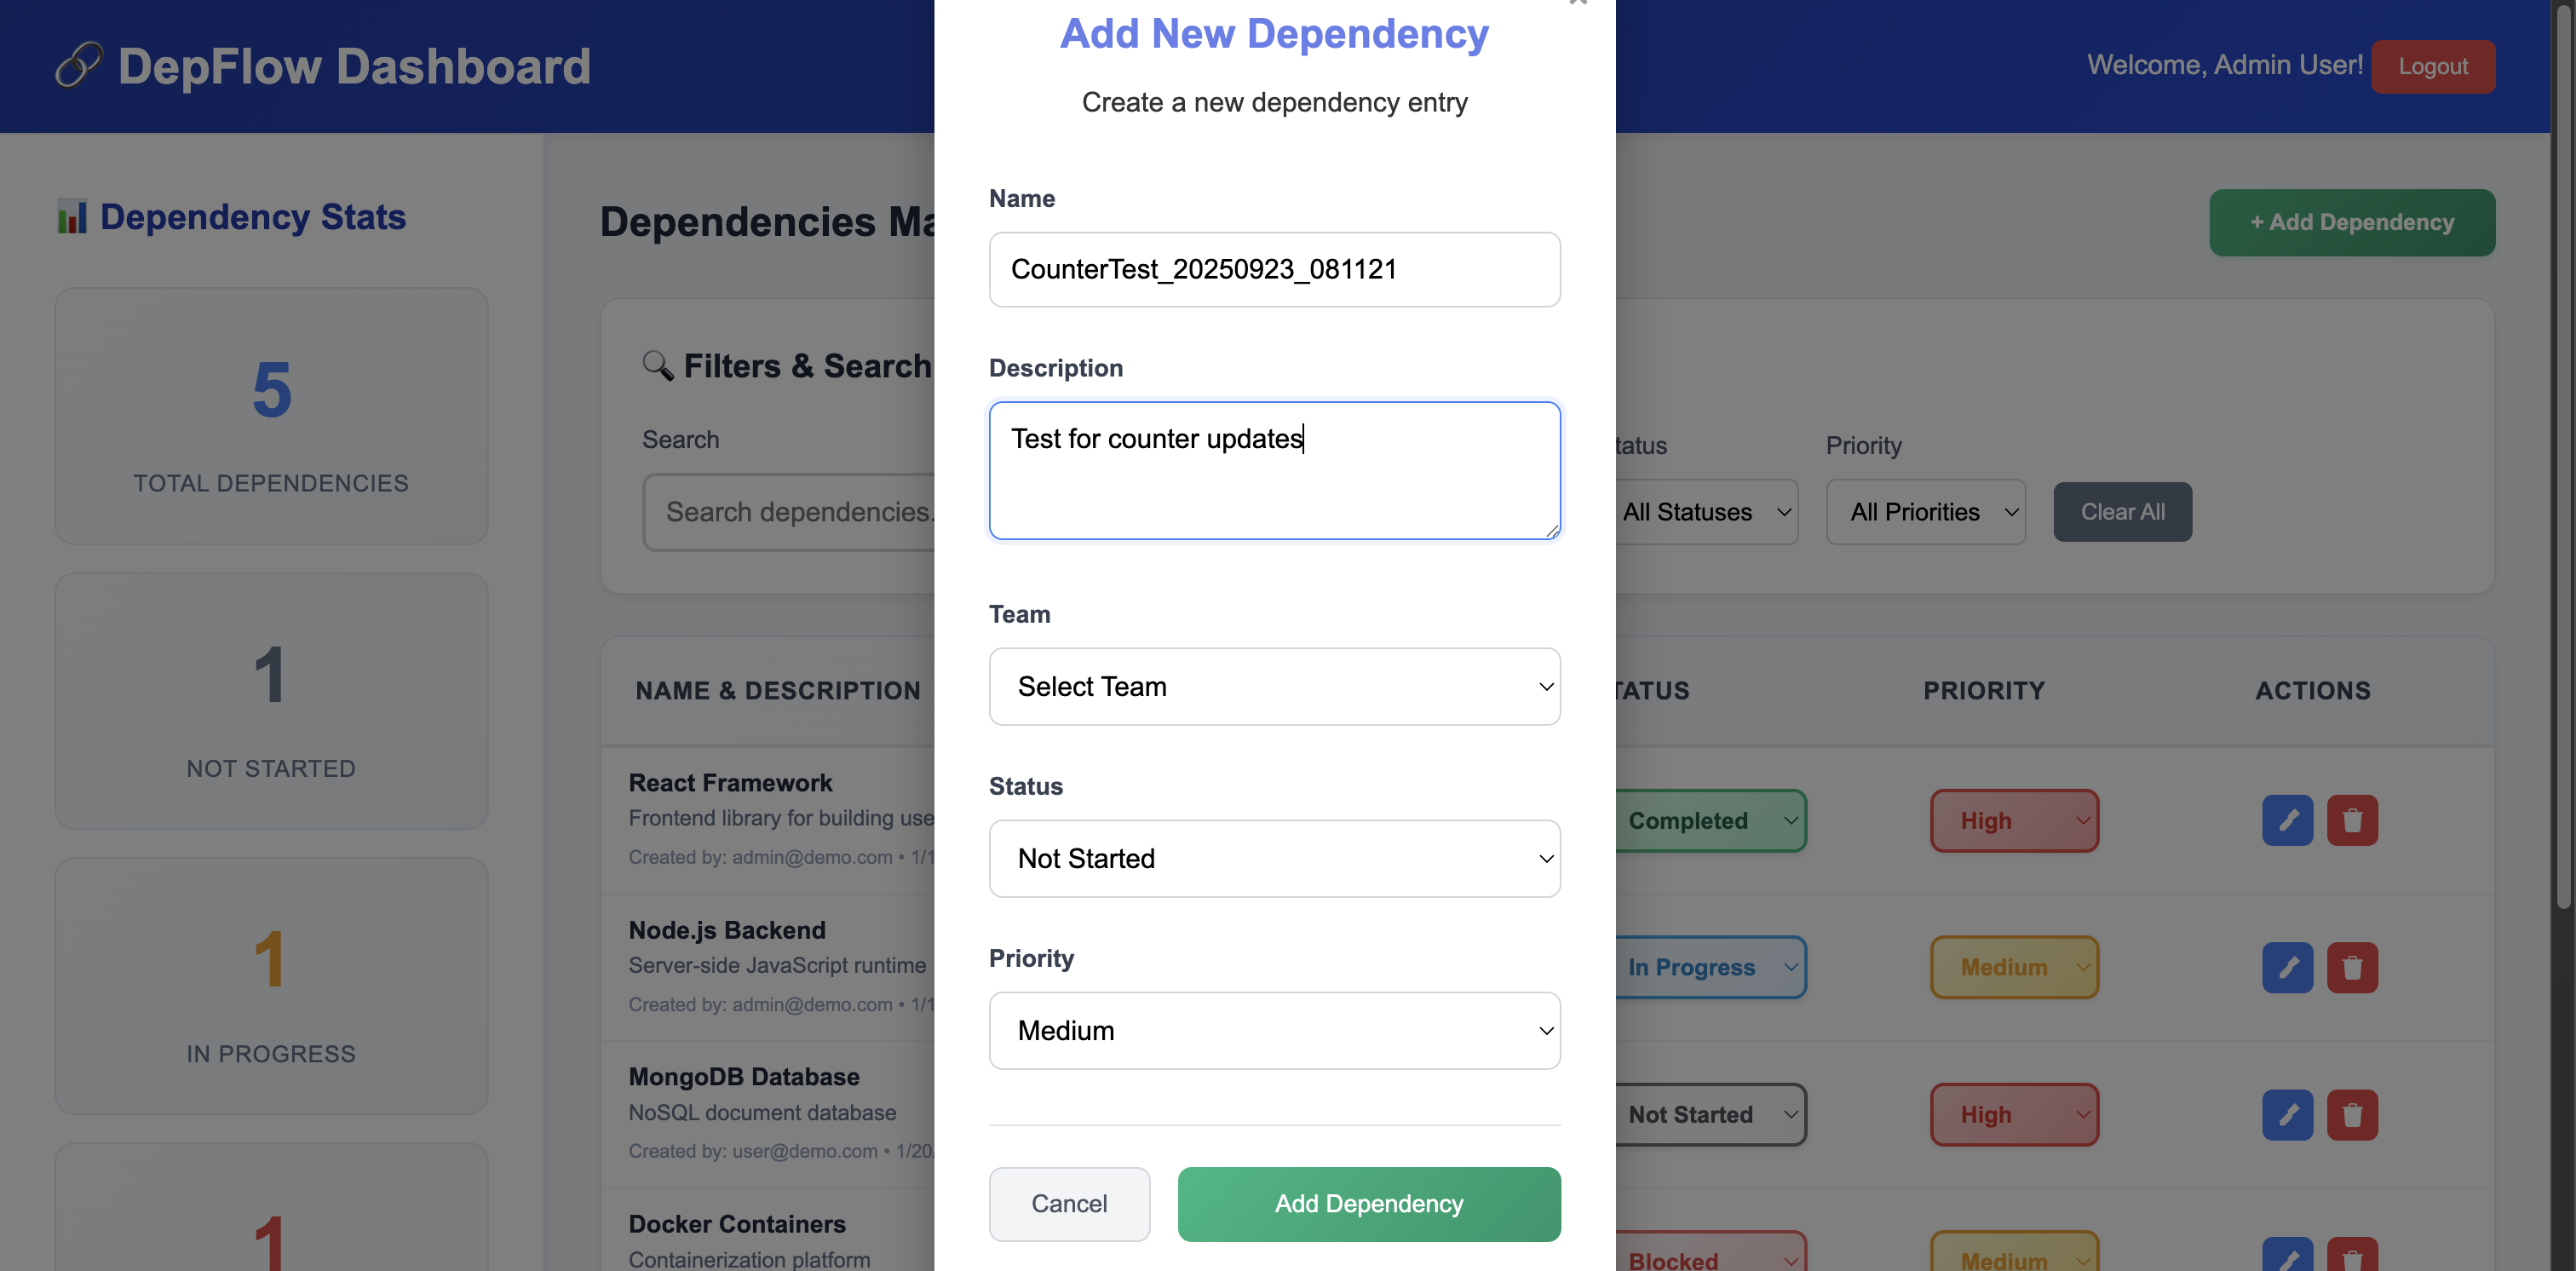 DepFlow Dashboard
Welcome, Admin User!
Logout
Dependency Stats
5
TOTAL DEPENDENCIES
1
NOT STARTED
1
IN PROGRESS
1
Dependencies Ma
+ Add Dependency
Filters & Search
Search
Search dependencies.
tatus
All Statuses
Priority
All Priorities
Clear All
NAME & DESCRIPTION
TATUS
PRIORITY
ACTIONS
React Framework
Frontend library for building use
Created by: admin@demo.com • 1/1
Completed
High
Node.js Backend
Server-side JavaScript runtime
Created by: admin@demo.com • 1/1
In Progress
Medium
MongoDB Database
NoSQL document database
Created by: user@demo.com • 1/20/
Not Started
High
Docker Containers
Containerization platform
Blocked
Medium
Add New Dependency
Create a new dependency entry
Name
CounterTest_20250923_081121
Description
Test for counter updates
Team
Select Team
Status
Not Started
Priority
Medium
Cancel
Add Dependency